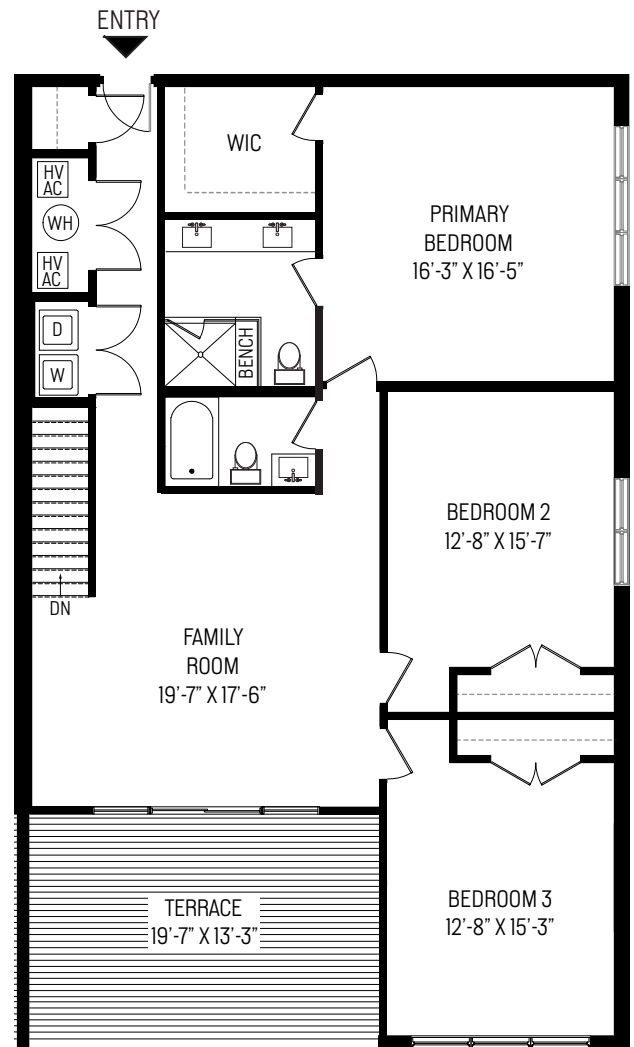 ENTRY
WIC
HV
AC
WH
HV
AC
PRIMARY
BEDROOM
16'-3” X 16'-5”
D
W
BENCH
BEDROOM 2
12'-8” X 15'-7”
DN
FAMILY
ROOM
19'-7” X 17'-6”
TERRACE
19'-7” X 13'-3”
BEDROOM 3
12'-8” X 15'-3”